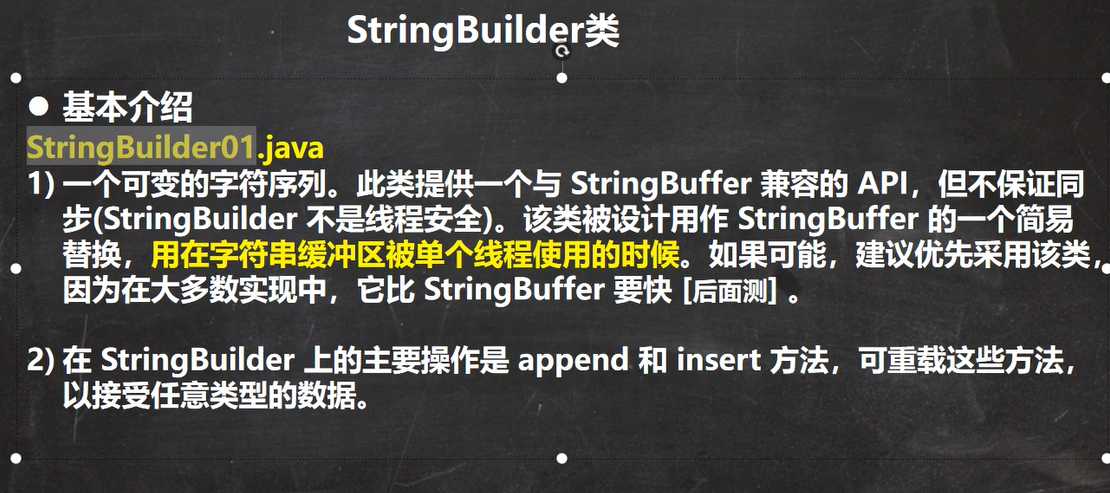 StringBuilder类
● 基本介绍
StringBuilder01.java
1) 一个可变的字符序列。此类提供一个与 StringBuffer 兼容的 API，但不保证同
步(StringBuilder 不是线程安全)。该类被设计用作 StringBuffer 的一个简易
替换，用在字符串缓冲区被单个线程使用的时候。如果可能，建议优先采用该类，
因为在大多数实现中，它比 StringBuffer 要快 [后面测] 。
2) 在 StringBuilder 上的主要操作是 append 和 insert 方法，可重载这些方法，
以接受任意类型的数据。